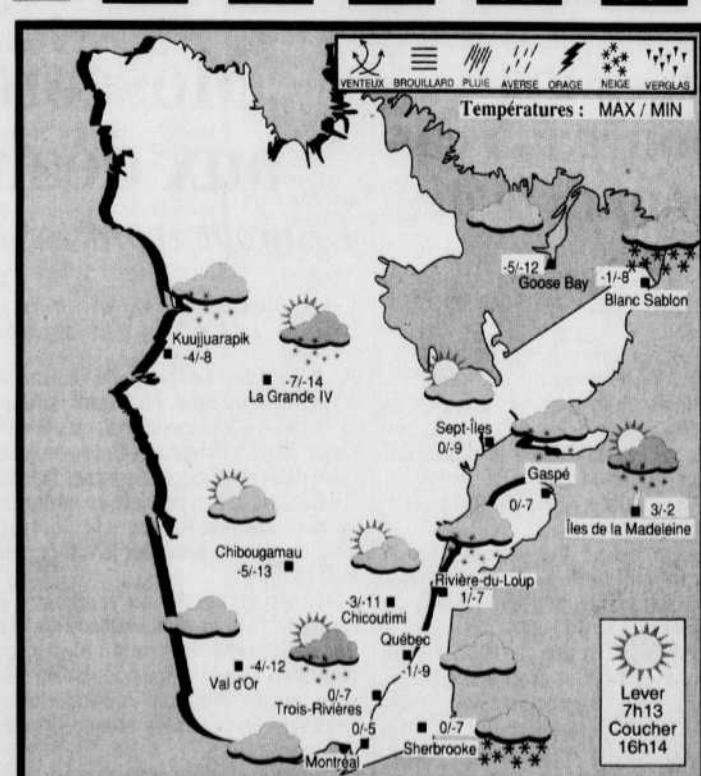 VENTEUX BROUILLARD PLUIE AVERSE ORAGE NEIGE VERGLAS
Températures : MAX / MIN
-5/-12
Goose Bay
-1/-8
Blanc Sablon
Kuujjuarapik
-4/-8
-7/-14
La Grande IV
Sept-Îles
0/-9
Gaspé
0/-7
3/-2
Îles de la Madeleine
Chibougamau
-5/-13
-3/-11
Chicoutimi
Rivière-du-Loup
1/-7
Québec
-1/-9
-4/-12
Val d'Or
0/-7
Trois-Rivières
0/-5
Montréal
0/-7
Sherbrooke
Lever
7h13
Coucher
16h14